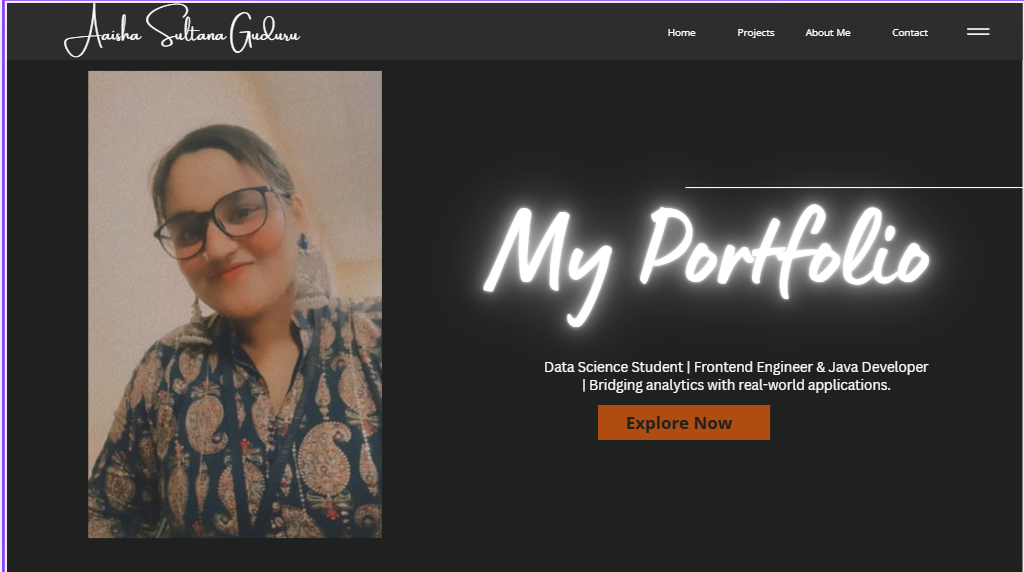 Aaisha Sultana Guduru
Home Projects About Me Contact
My Portfolio
Data Science Student | Frontend Engineer & Java Developer
| Bridging analytics with real-world applications.
Explore Now